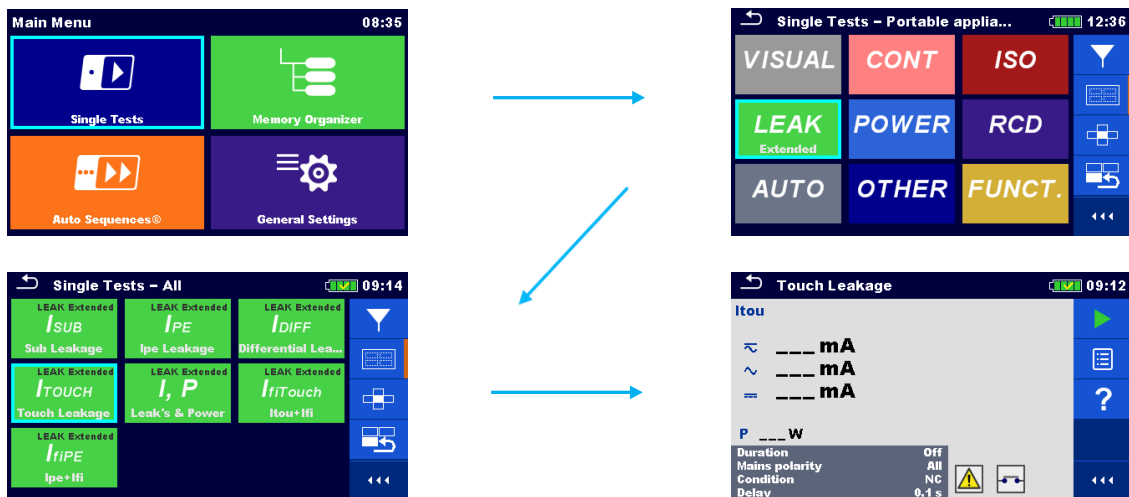 Main Menu 08:35
Single Tests Memory Organizer
Auto Sequences® General Settings
Single Tests – Portable applia... 12:36
VISUAL CONT ISO
LEAK POWER RCD
Extended
AUTO OTHER FUNCT.
Single Tests – All 09:14
LEAK Extended LEAK Extended LEAK Extended
ISUB IPE IDIFF
Sub Leakage Ipe Leakage Differential Lea...
LEAK Extended LEAK Extended LEAK Extended
ITOUCH I, P IfiTouch
Touch Leakage Leak's & Power Itou+Ifi
LEAK Extended
IfiPE
Ipe+Ifi
Touch Leakage 09:12
Itou
___ mA
___ mA
___ mA
P ___ W
?
Duration Off
Mains polarity All
Condition NC
Delay 0.1 s